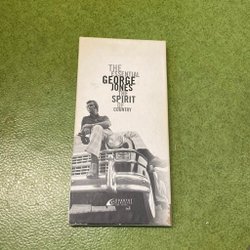 THE
ESSENTIAL
GEORGE
JONES
THE
SPIRIT
OF
COUNTRY